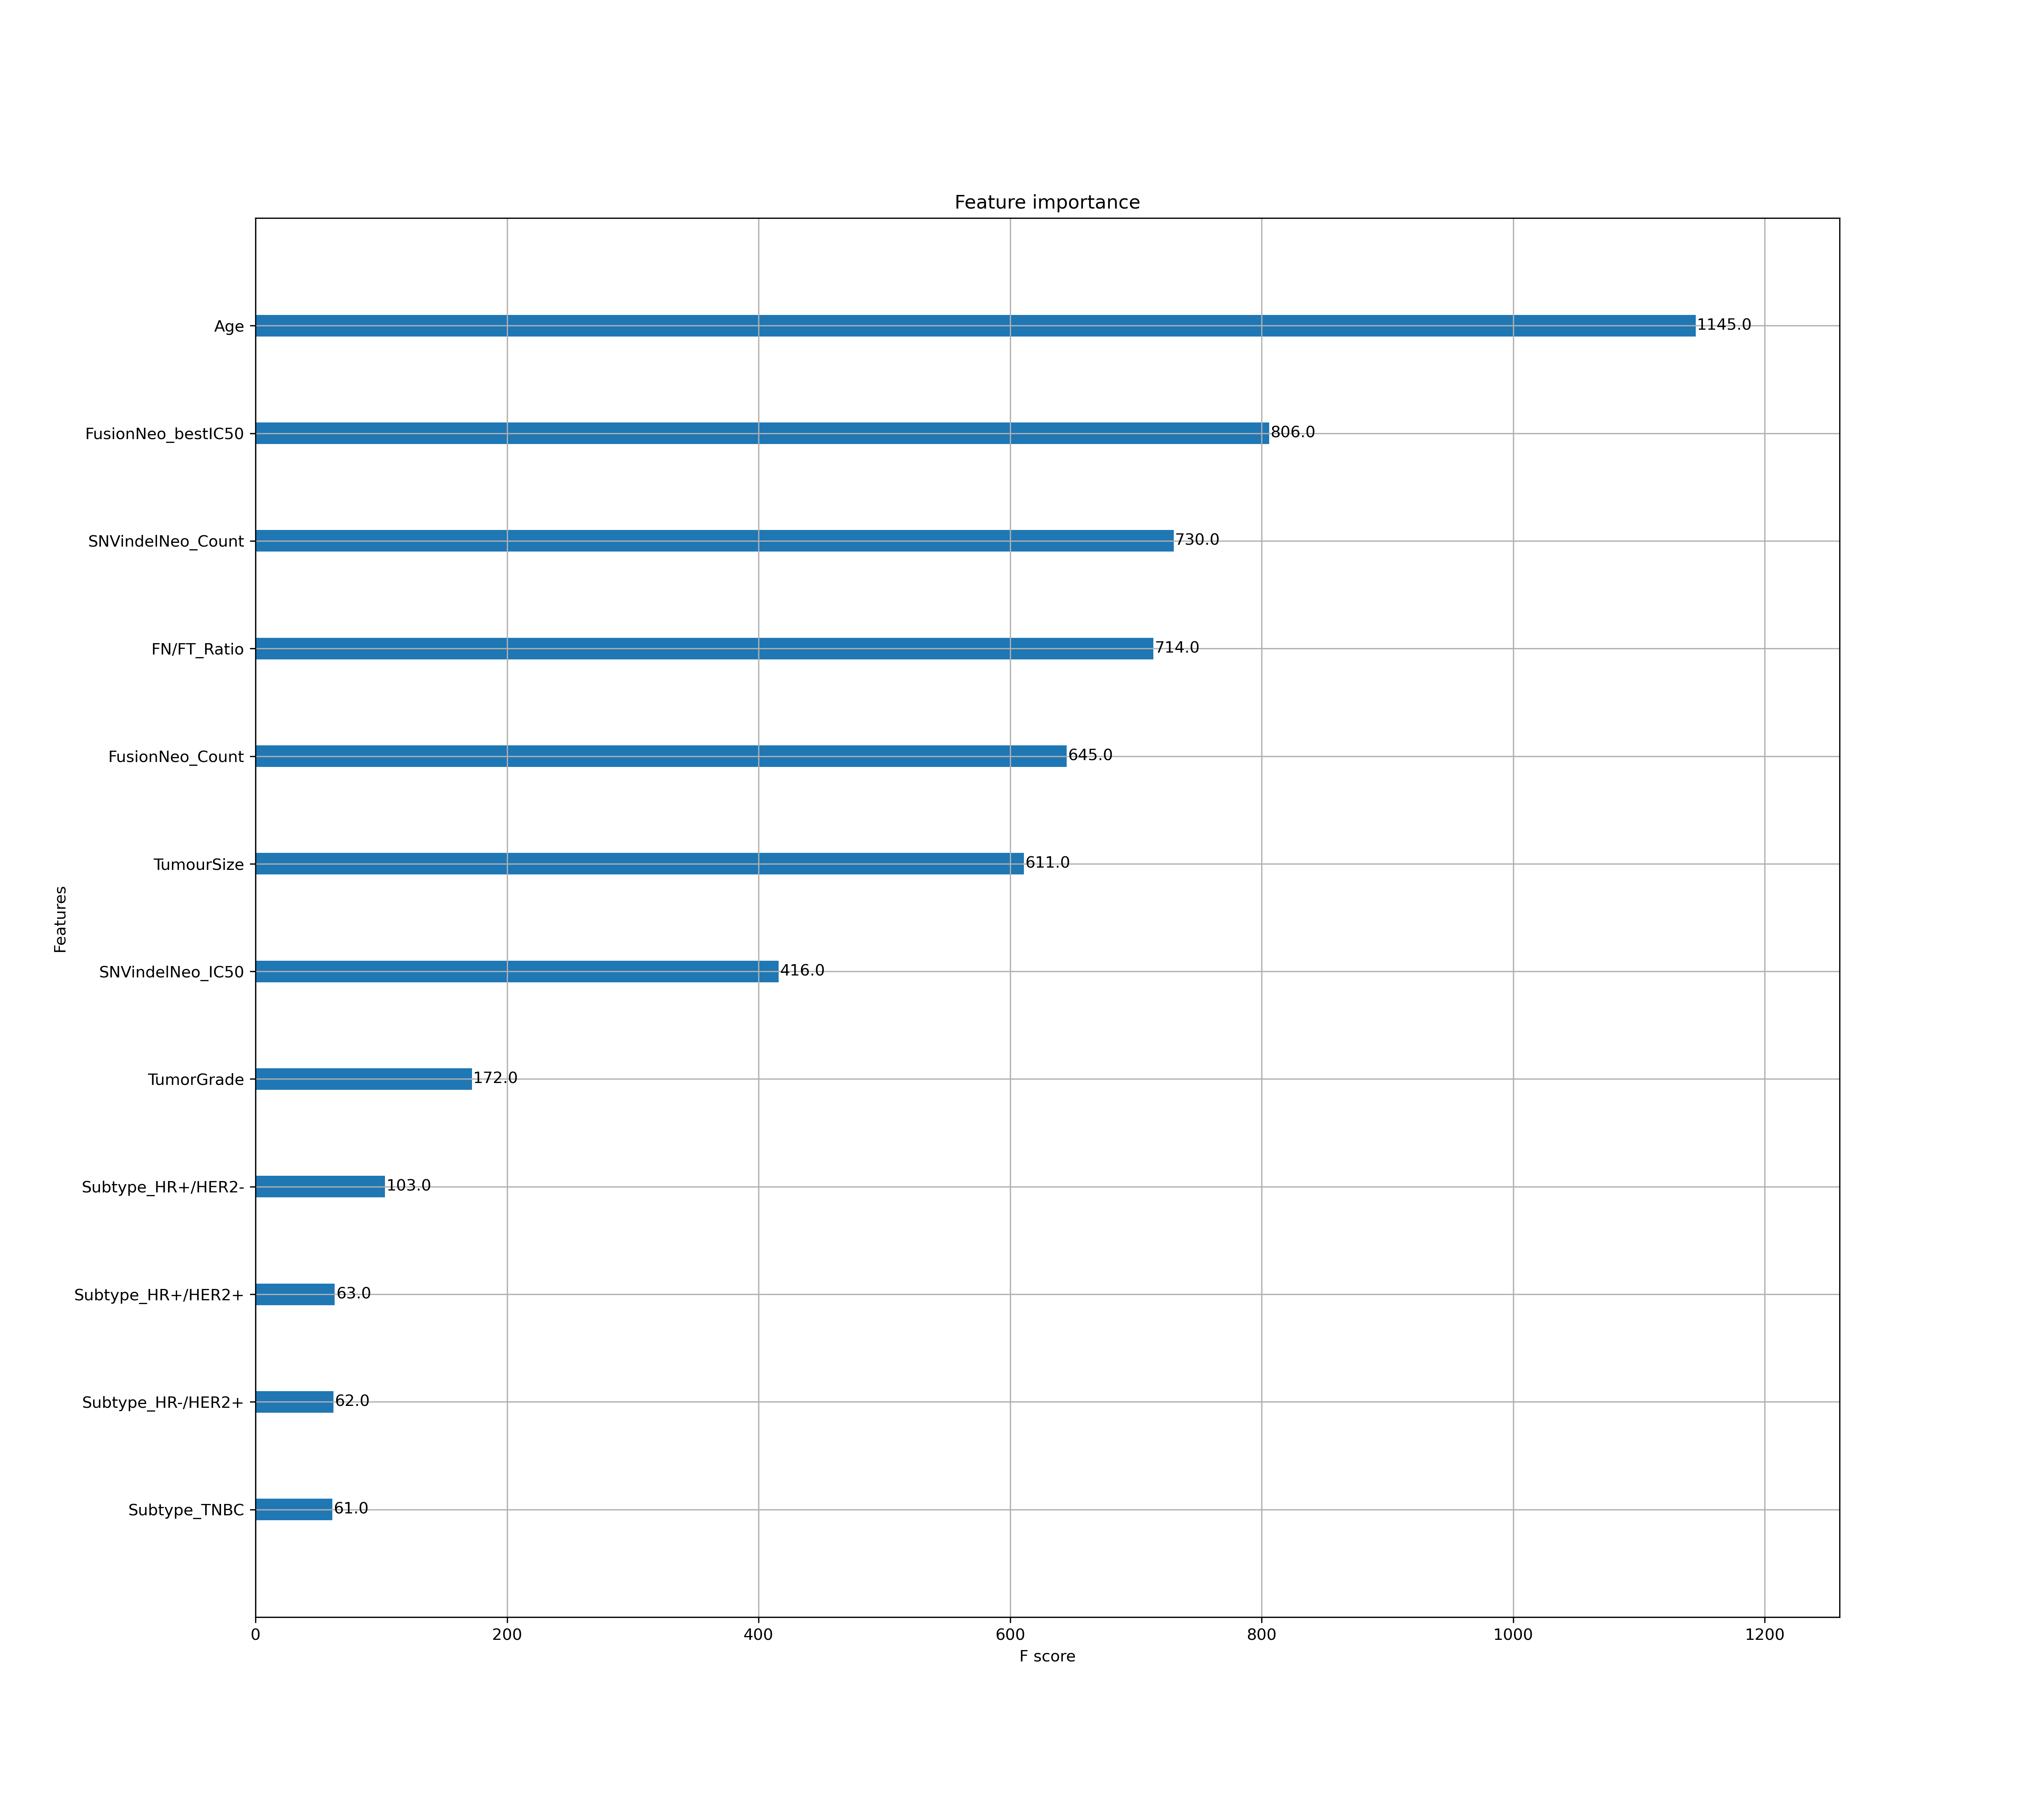 Feature importance
Age
1145.0
FusionNeo_bestIC50
806.0
SNVindelNeo_Count
730.0
FN/FT_Ratio
714.0
FusionNeo_Count
645.0
TumourSize
611.0
SNVindelNeo_IC50
416.0
TumorGrade
172.0
Subtype_HR+/HER2-
103.0
Subtype_HR+/HER2+
63.0
Subtype_HR-/HER2+
62.0
Subtype_TNBC
61.0
Features
0 200 400 600 800 1000 1200
F score